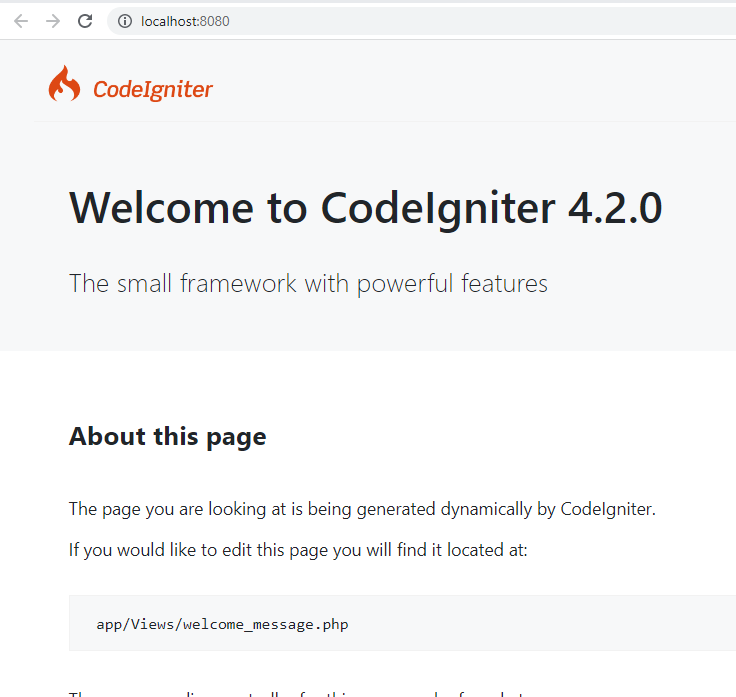 localhost:8080
CodeIgniter
Welcome to CodeIgniter 4.2.0
The small framework with powerful features
About this page
The page you are looking at is being generated dynamically by CodeIgniter.
If you would like to edit this page you will find it located at:
app/Views/welcome_message.php